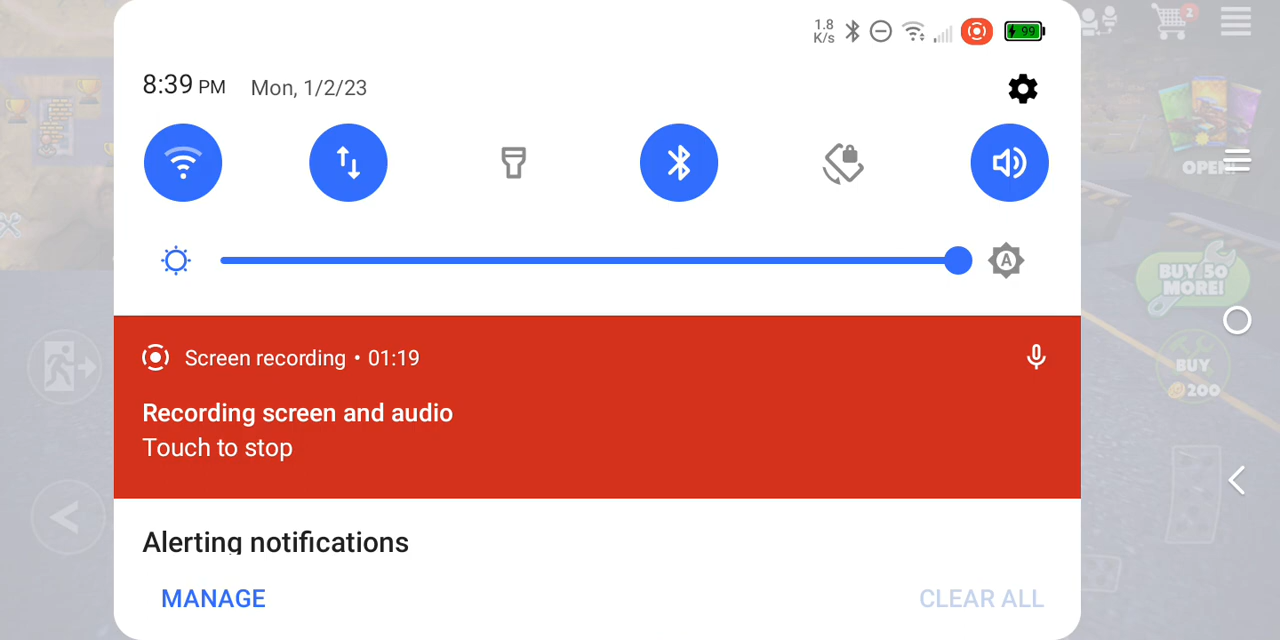 1.8
K/s
99
2
8:39 PM Mon, 1/2/23
OPEN!
A
BUY 50
MORE!
Screen recording • 01:19
BUY
200
Recording screen and audio
Touch to stop
Alerting notifications
MANAGE CLEAR ALL